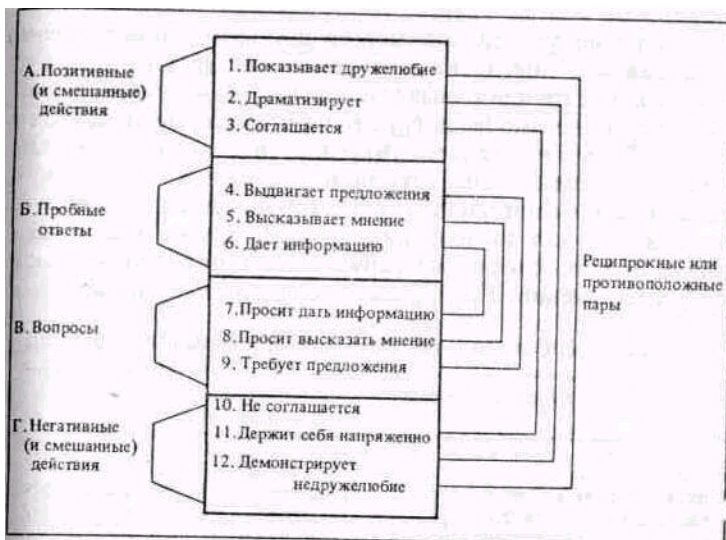 А. Позитивные
(и смешанные)
действия
1. Показывает дружелюбие
2. Драматизирует
3. Соглашается
Б. Пробные
ответы
4. Выдвигает предложения
5. Высказывает мнение
6. Дает информацию
В. Вопросы
7. Просит дать информацию
8. Просит высказать мнение
9. Требует предложения
Г. Негативные
(и смешанные)
действия
10. Не соглашается
11. Держит себя напряженно
12. Демонстрирует
недружелюбие
Реципрокные или
противоположные
пары